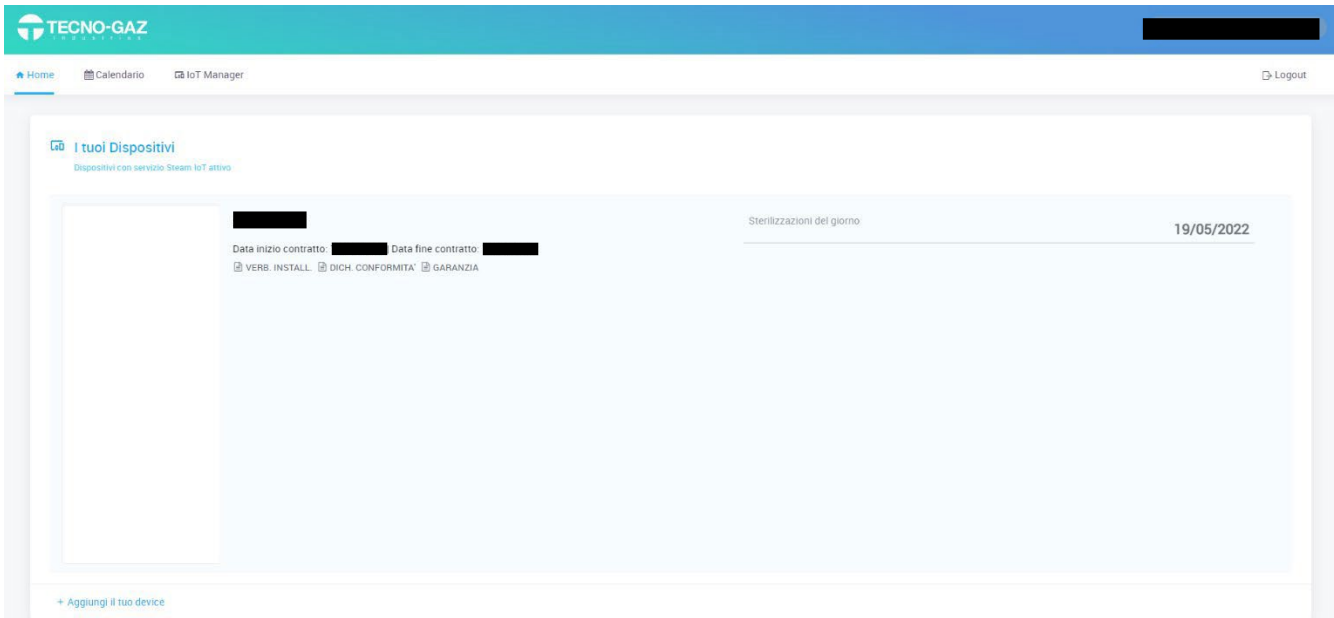 TECNO-GAZ
INDUSTRIES
Home Calendario IoT Manager Logout
I tuoi Dispositivi
Dispositivi con servizio Steam IoT attivo
Sterilizzazioni del giorno 19/05/2022
Data inizio contratto: Data fine contratto:
VERB. INSTALL. DICH. CONFORMITA' GARANZIA
+ Aggiungi il tuo device